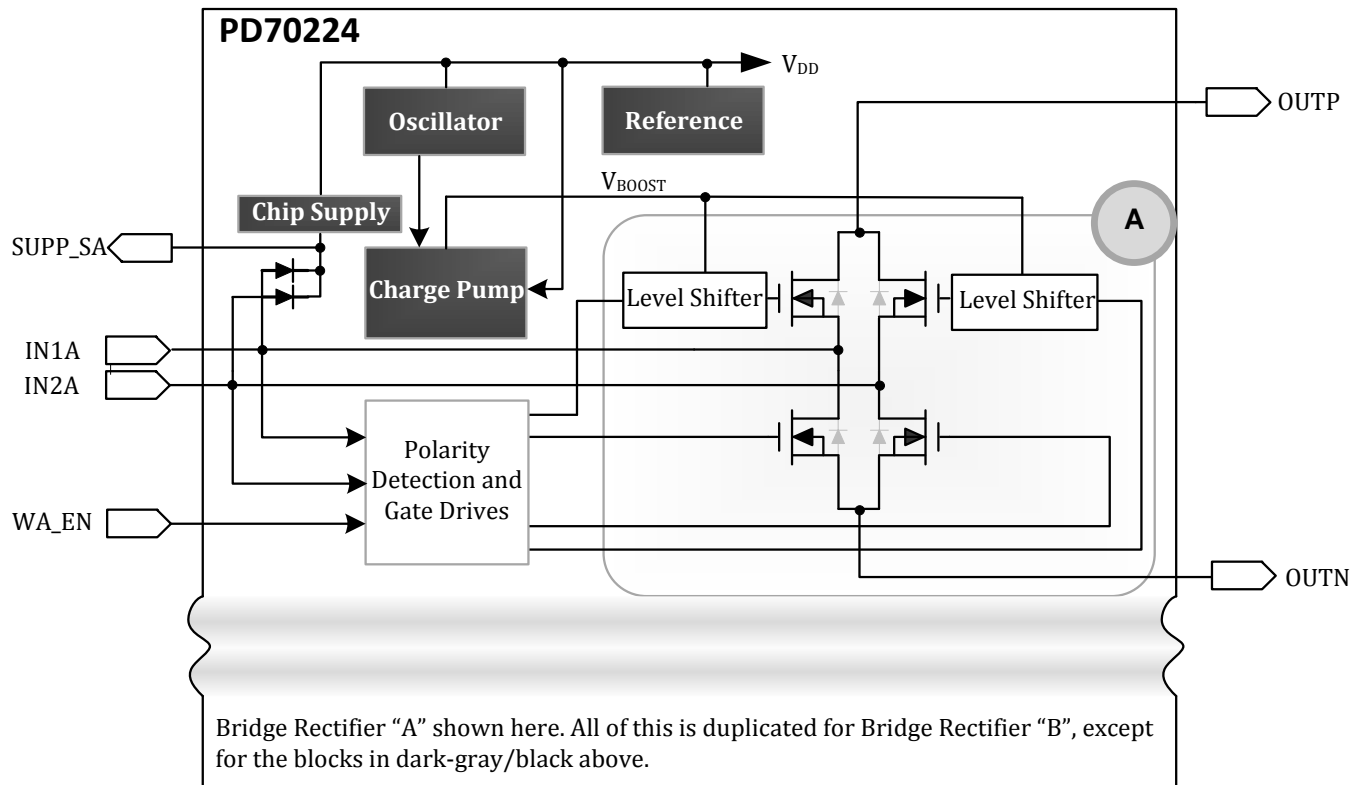 PD70224
V_DD
OUTP
Oscillator
Reference
V_BOOST
A
Chip Supply
SUPP_SA
Charge Pump
Level Shifter
Level Shifter
IN1A
IN2A
Polarity
Detection and
Gate Drives
WA_EN
OUTN
Bridge Rectifier “A” shown here. All of this is duplicated for Bridge Rectifier “B”, except
for the blocks in dark-gray/black above.